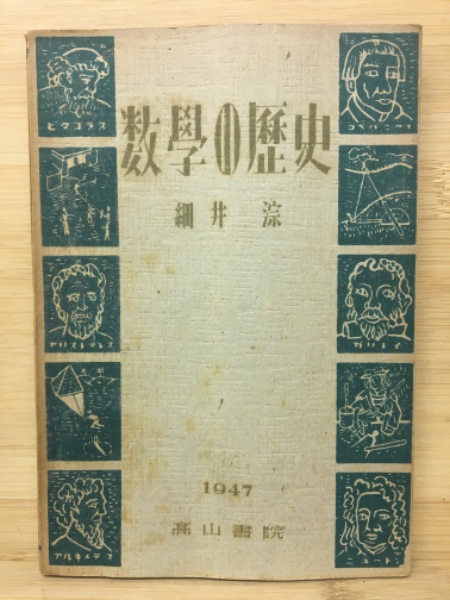 数學の歴史
細井 淙
ピタゴラス
コペルニクス
アリストテレス
ガリレイ
アルキメデス
ニュートン
1947
髙山書院